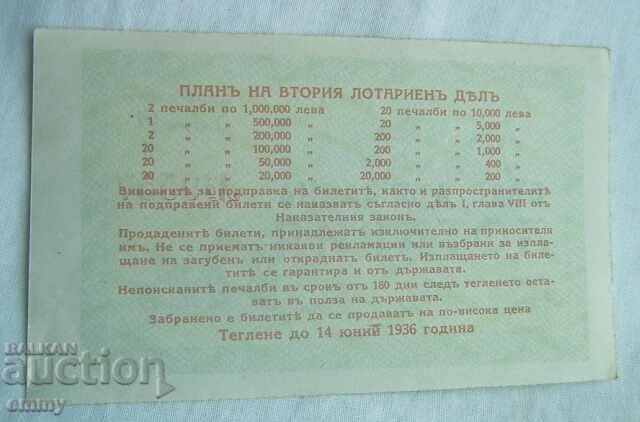 ПЛАНЪ НА ВТОРИЯ ЛОТАРИЕНЪ ДѢЛЪ
2 печалби по 1,000,000 лева 20 печалби по 10,000 лева
1 „ „ 500,000 „ 20 „ „ 5,000 „
2 „ „ 200,000 „ 200 „ „ 2,000 „
20 „ „ 100,000 „ 200 „ „ 1,000 „
20 „ „ 50,000 „ 2,000 „ „ 400 „
20 „ „ 20,000 „ 20,000 „ „ 200 „
Виновнитѣ за подправка на билетитѣ, както и разпространителитѣ
на подправени билети се наказватъ съгласно дѣлъ I, глава VIII отъ
Наказателния законъ.
Продаденитѣ билети, принадлежатъ изключително на приносителя
имъ. Не се приематъ никакви рекламации или възбрани за изпла-
щане на загубенъ или откраднатъ билетъ. Изплащането на биле-
титѣ се гарантира и отъ държавата.
Непоисканитѣ печалби въ срокъ отъ 180 дни следъ тегленето оста-
ватъ въ полза на държавата.
Забранено е билетитѣ да се продаватъ на по-висока цена
Теглене до 14 юний 1936 година
BALKAN
auction
emmy